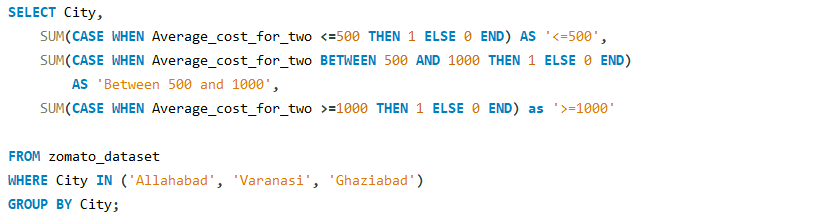 SELECT City,
    SUM(CASE WHEN Average_cost_for_two <=500 THEN 1 ELSE 0 END) AS '<=500',
    SUM(CASE WHEN Average_cost_for_two BETWEEN 500 AND 1000 THEN 1 ELSE 0 END)
        AS 'Between 500 and 1000',
    SUM(CASE WHEN Average_cost_for_two >=1000 THEN 1 ELSE 0 END) as '>=1000'

FROM zomato_dataset
WHERE City IN ('Allahabad', 'Varanasi', 'Ghaziabad')
GROUP BY City;